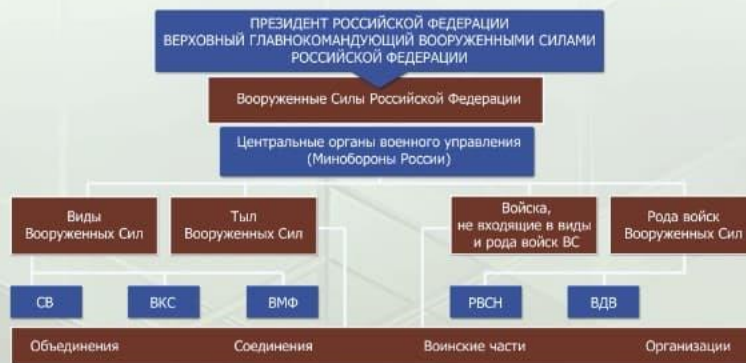 ПРЕЗИДЕНТ РОССИЙСКОЙ ФЕДЕРАЦИИ
ВЕРХОВНЫЙ ГЛАВНОКОМАНДУЮЩИЙ ВООРУЖЕННЫМИ СИЛАМИ
РОССИЙСКОЙ ФЕДЕРАЦИИ
Вооруженные Силы Российской Федерации
Центральные органы военного управления
(Минобороны России)
Виды
Вооруженных Сил
Тыл
Вооруженных Сил
Войска,
не входящие в виды
и рода войск ВС
Рода войск
Вооруженных Сил
СВ
ВКС
ВМФ
РВСН
ВДВ
Объединения
Соединения
Воинские части
Организации